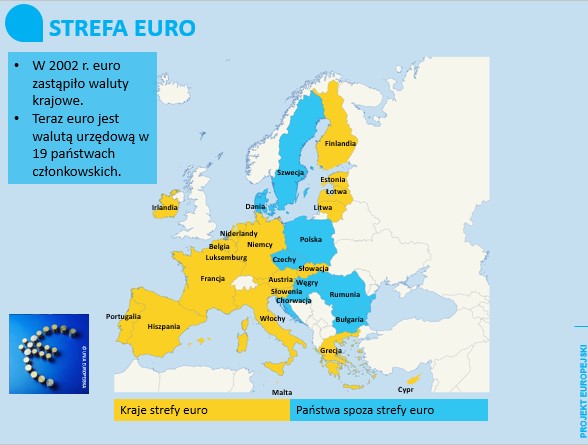 STREFA EURO
• W 2002 r. euro
zastąpiło waluty
krajowe.
• Teraz euro jest
walutą urzędową w
19 państwach
członkowskich.
Finlandia
Szwecja
Estonia
Łotwa
Litwa
Irlandia
Dania
Niderlandy
Polska
Belgia
Niemcy
Luksemburg
Czechy
Słowacja
Francja
Austria
Węgry
Słowenia
Rumunia
Chorwacja
Portugalia
Włochy
Bułgaria
Hiszpania
Grecja
Malta
Cypr
Kraje strefy euro
Państwa spoza strefy euro
© UNIA EUROPEJSKA
PROJEKT EUROPEJSKI